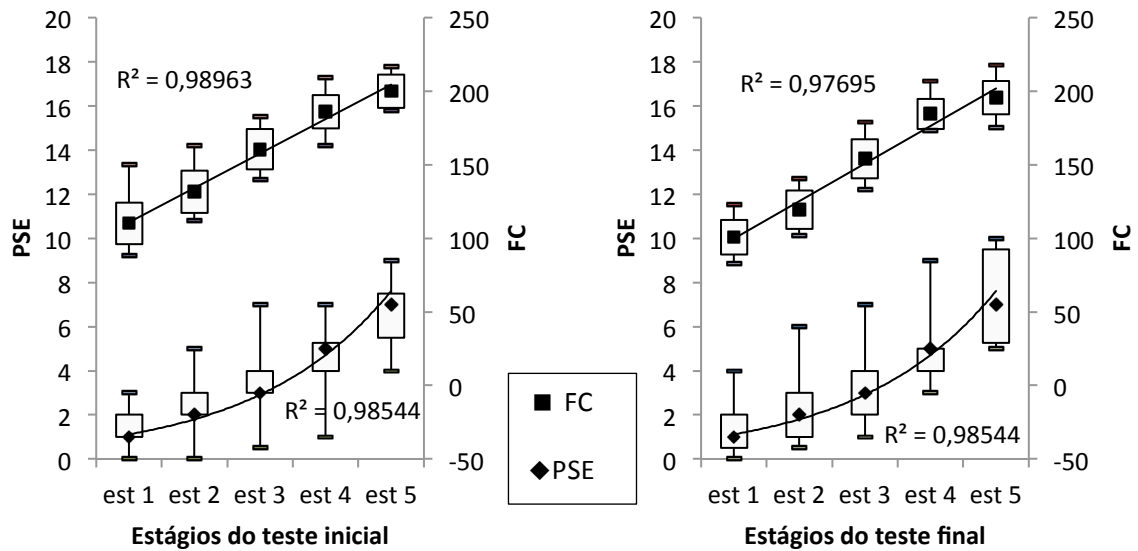 20
18
16
14
12
10
8
6
4
2
0
PSE
250
200
150
100
50
0
-50
FC
R² = 0,98963
R² = 0,98544
est 1 est 2 est 3 est 4 est 5
Estágios do teste inicial
FC
PSE
20
18
16
14
12
10
8
6
4
2
0
PSE
250
200
150
100
50
0
-50
FC
R² = 0,97695
R² = 0,98544
est 1 est 2 est 3 est 4 est 5
Estágios do teste final